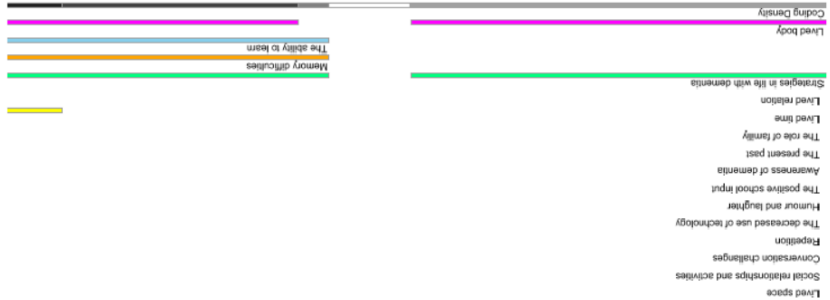 Lived space
Social relationships and activities
Conversation challenges
Repetition
The decreased use of technology
Humour and laughter
The positive school input
Awareness of dementia
The present past
The role of family
Lived time
Lived relation
Strategies in life with dementia
Memory difficulties
The ability to learn
Lived body
Coding Density